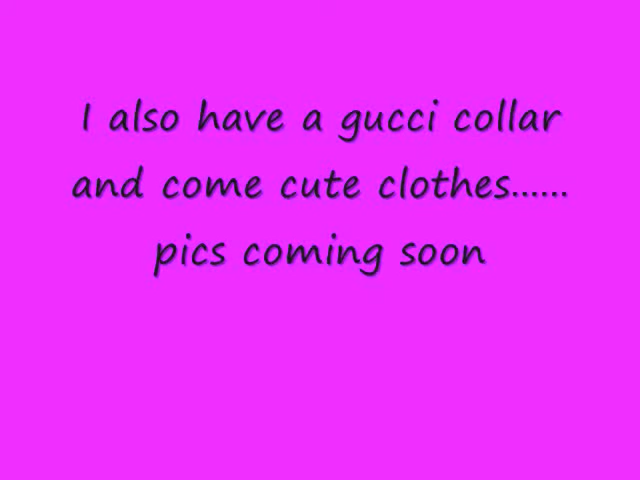 I also have a gucci collar
and come cute clothes......
pics coming soon